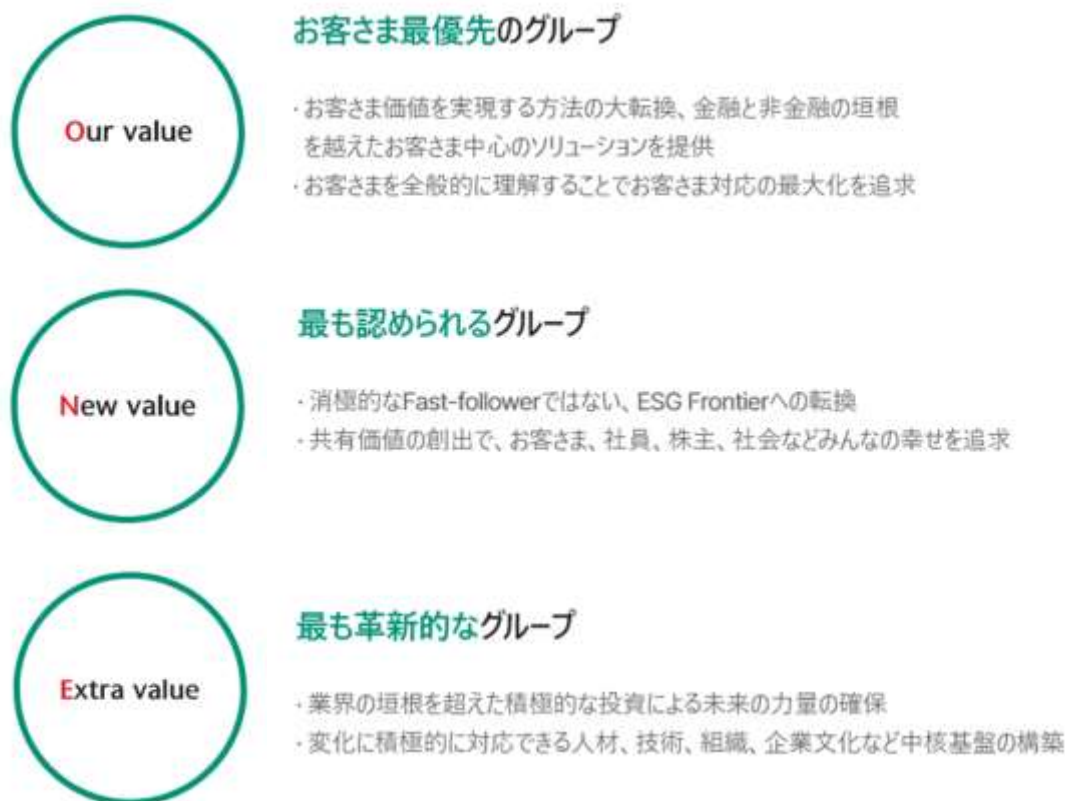 お客さま最優先のグループ
Our value
・お客さま価値を実現する方法の大転換、金融と非金融の垣根
を越えたお客さま中心のソリューションを提供
・お客さまを全般的に理解することでお客さま対応の最大化を追求
最も認められるグループ
New value
・消極的なFast-followerではない、ESG Frontierへの転換
・共有価値の創出で、お客さま、社員、株主、社会などみんなの幸せを追求
最も革新的なグループ
Extra value
・業界の垣根を超えた積極的な投資による未来の力量の確保
・変化に積極的に対応できる人材、技術、組織、企業文化など中核基盤の構築